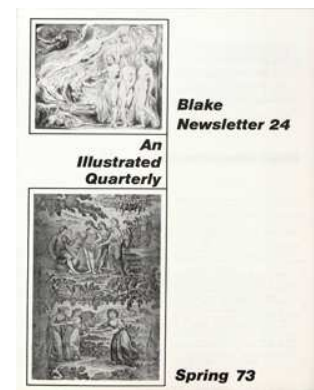 Blake
Newsletter 24
An
Illustrated
Quarterly
Spring 73